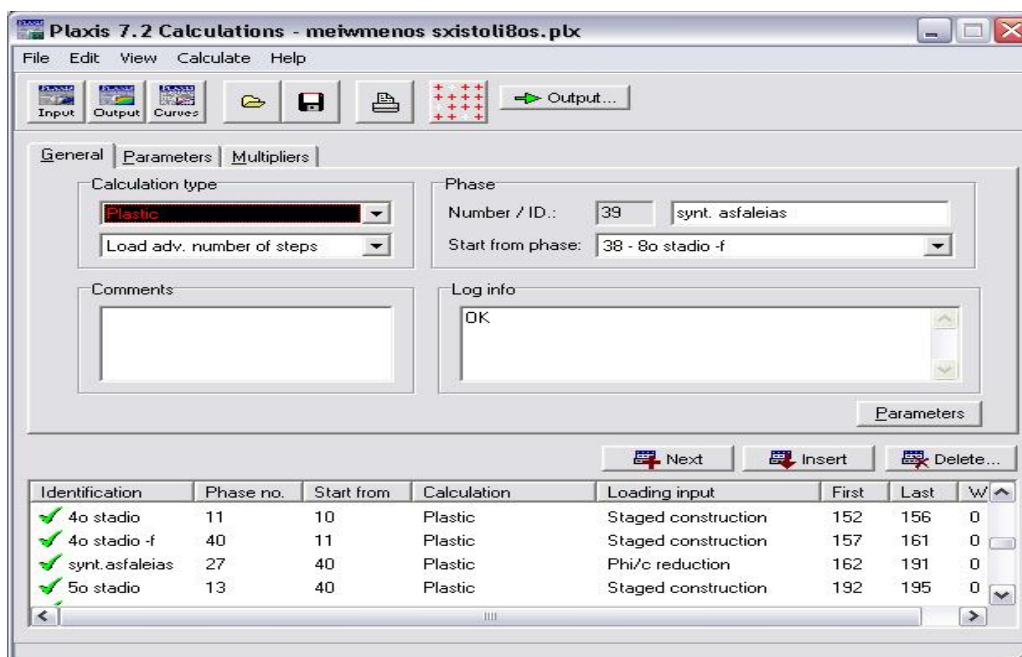 Plaxis 7.2 Calculations - meiwmenos sxistoli8os.plx
File Edit View Calculate Help
Input Output Curves Output...
General Parameters Multipliers
Calculation type
Plastic
Load adv. number of steps
Phase
Number / ID.: 39 synt. asfaleias
Start from phase: 38 - 8o stadio -f
Comments
Log info
OK
Parameters
Next Insert Delete...
Identification Phase no. Start from Calculation Loading input First Last W
4o stadio 11 10 Plastic Staged construction 152 156 0
4o stadio -f 40 11 Plastic Staged construction 157 161 0
synt.asfaleias 27 40 Plastic Phi/c reduction 162 191 0
5o stadio 13 40 Plastic Staged construction 192 195 0